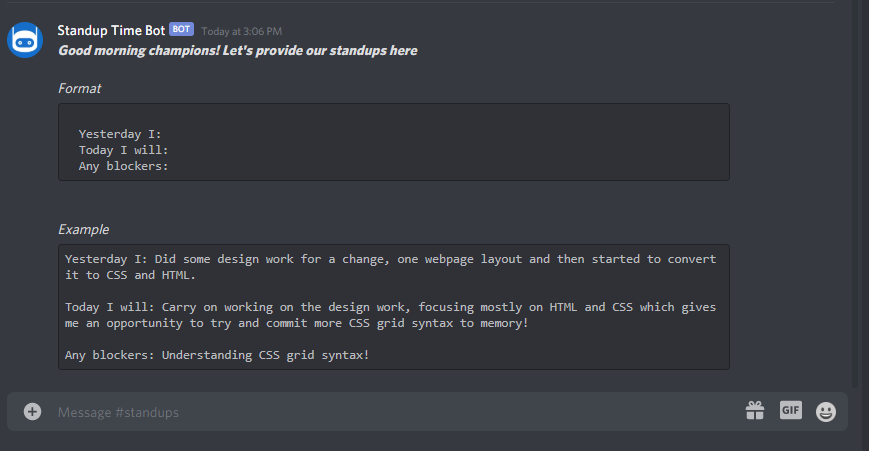 Standup Time Bot BOT Today at 3:06 PM
Good morning champions! Let's provide our standups here
Format
Yesterday I:
Today I will:
Any blockers:
Example
Yesterday I: Did some design work for a change, one webpage layout and then started to convert
it to CSS and HTML.
Today I will: Carry on working on the design work, focusing mostly on HTML and CSS which gives
me an opportunity to try and commit more CSS grid syntax to memory!
Any blockers: Understanding CSS grid syntax!
Message #standups
GIF